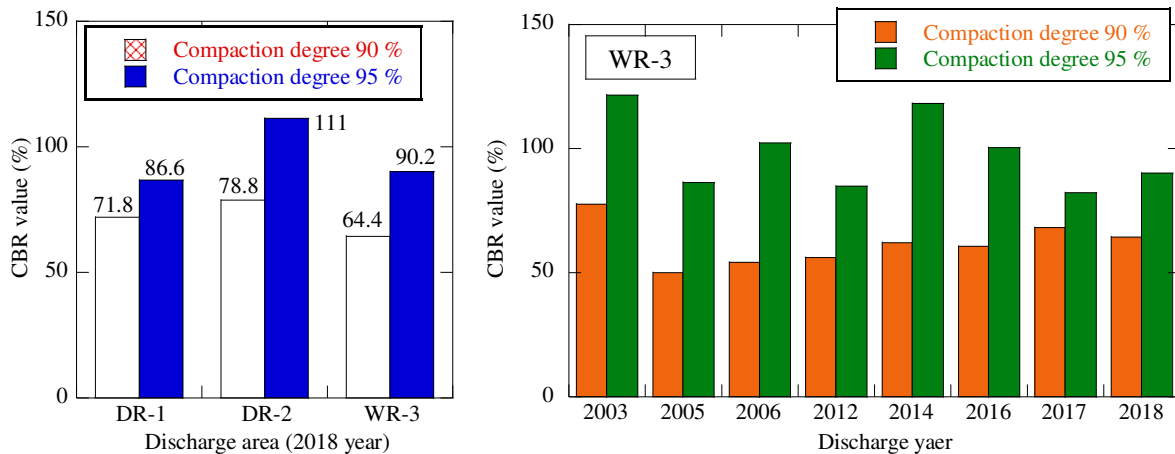 150
100
50
0
CBR value (%)
Compaction degree 90 %
Compaction degree 95 %
71.8
86.6
78.8
111
64.4
90.2
DR-1 DR-2 WR-3
Discharge area (2018 year)
150
100
50
0
CBR value (%)
WR-3
Compaction degree 90 %
Compaction degree 95 %
2003 2005 2006 2012 2014 2016 2017 2018
Discharge yaer